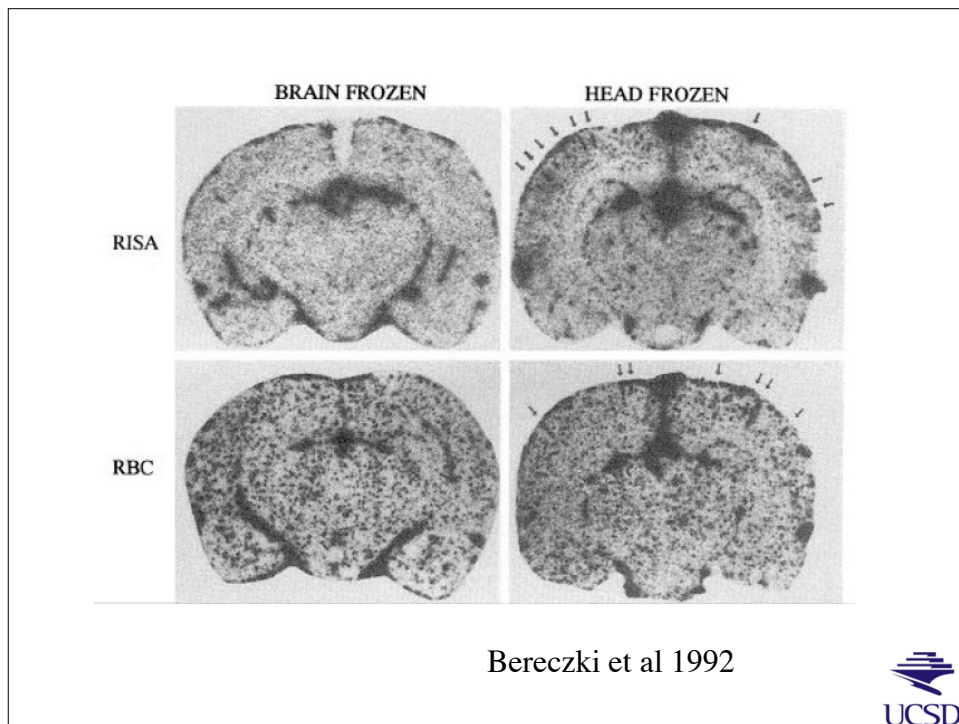 BRAIN FROZEN
HEAD FROZEN
RISA
RBC
Bereczki et al 1992
UCSD